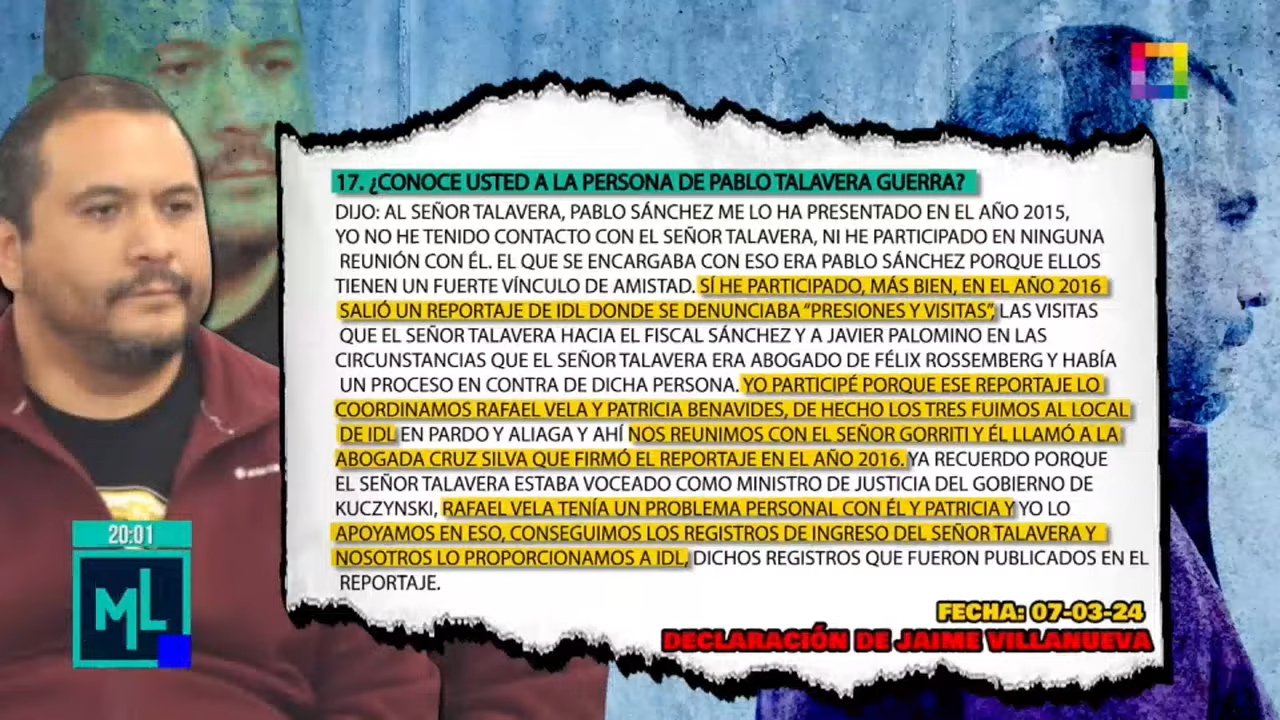 17. ¿CONOCE USTED A LA PERSONA DE PABLO TALAVERA GUERRA?
DIJO: AL SEÑOR TALAVERA, PABLO SÁNCHEZ ME LO HA PRESENTADO EN EL AÑO 2015,
YO NO HE TENIDO CONTACTO CON EL SEÑOR TALAVERA, NI HE PARTICIPADO EN NINGUNA
REUNIÓN CON ÉL. EL QUE SE ENCARGABA CON ESO ERA PABLO SÁNCHEZ PORQUE ELLOS
TIENEN UN FUERTE VÍNCULO DE AMISTAD. SÍ HE PARTICIPADO, MÁS BIEN, EN EL AÑO 2016
SALIÓ UN REPORTAJE DE IDL DONDE SE DENUNCIABA “PRESIONES Y VISITAS”, LAS VISITAS
QUE EL SEÑOR TALAVERA HACIA EL FISCAL SÁNCHEZ Y A JAVIER PALOMINO EN LAS
CIRCUNSTANCIAS QUE EL SEÑOR TALAVERA ERA ABOGADO DE FÉLIX ROSSEMBERG Y HABÍA
UN PROCESO EN CONTRA DE DICHA PERSONA. YO PARTICIPÉ PORQUE ESE REPORTAJE LO
COORDINAMOS RAFAEL VELA Y PATRICIA BENAVIDES, DE HECHO LOS TRES FUIMOS AL LOCAL
DE IDL EN PARDO Y ALIAGA Y AHÍ NOS REUNIMOS CON EL SEÑOR GORRITI Y ÉL LLAMÓ A LA
ABOGADA CRUZ SILVA QUE FIRMÓ EL REPORTAJE EN EL AÑO 2016. YA RECUERDO PORQUE
EL SEÑOR TALAVERA ESTABA VOCEADO COMO MINISTRO DE JUSTICIA DEL GOBIERNO DE
KUCZYNSKI, RAFAEL VELA TENÍA UN PROBLEMA PERSONAL CON ÉL Y PATRICIA Y YO LO
APOYAMOS EN ESO, CONSEGUIMOS LOS REGISTROS DE INGRESO DEL SEÑOR TALAVERA Y
NOSOTROS LO PROPORCIONAMOS A IDL, DICHOS REGISTROS QUE FUERON PUBLICADOS EN EL
REPORTAJE.
FECHA: 07-03-24
DECLARACIÓN DE JAIME VILLANUEVA
20:01
ML